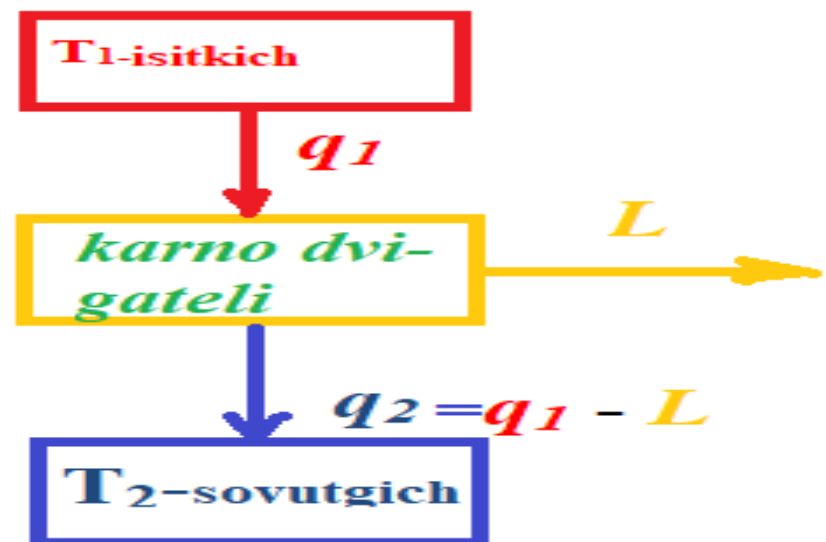 T₁-isitkich
q₁
karno dvi-
gateli
L
q₂=q₁ - L
T₂-sovutgich